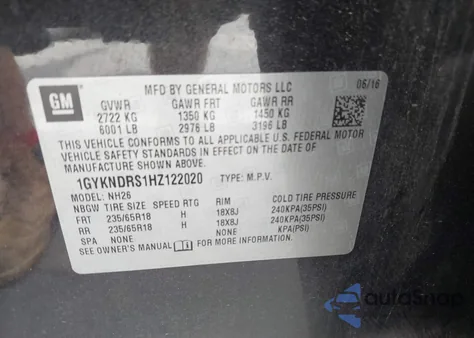 GM
MFD BY GENERAL MOTORS LLC 06/16
GVWR GAWR FRT GAWR RR
2722 KG 1350 KG 1450 KG
6001 LB 2976 LB 3196 LB
THIS VEHICLE CONFORMS TO ALL APPLICABLE U.S. FEDERAL MOTOR
VEHICLE SAFETY, BUMPER, AND THEFT PREVENTION
STANDARDS IN EFFECT ON THE DATE OF
MANUFACTURE SHOWN ABOVE.
1GYKNDRS1HZ122020 TYPE: M.P.V.
MODEL: NH26
NBGW TIRE SIZE SPEED RTG RIM COLD TIRE PRESSURE
FRT 235/65R18 H 18X8J 240KPA(35PSI)
RR 235/65R18 H 18X8J 240KPA(35PSI)
SPA NONE NONE KPA(PSI)
SEE OWNER'S MANUAL i FOR MORE INFORMATION.
autoSnap